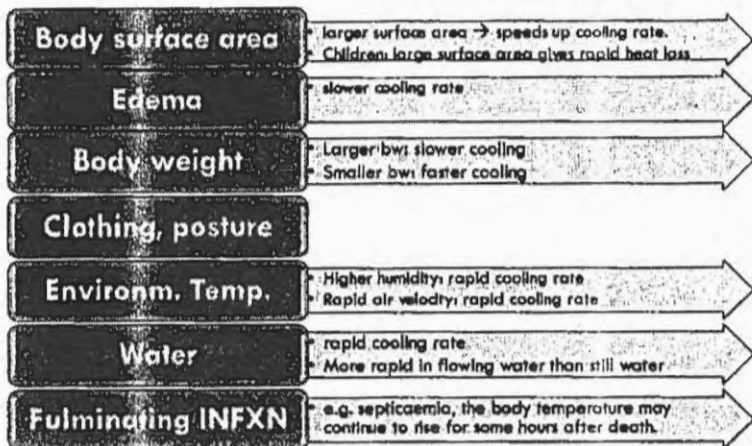 Body surface area
• larger surface area → speeds up cooling rate.
Children: large surface area gives rapid heat loss
Edema
• slower cooling rate
Body weight
• Larger bw: slower cooling
• Smaller bw: faster cooling
Clothing, posture
Environm. Temp.
• Higher humidity: rapid cooling rate
• Rapid air velocity: rapid cooling rate
Water
• rapid cooling rate
• More rapid in flowing water than still water
Fulminating INFXN
• e.g. septicaemia, the body temperature may
continue to rise for some hours after death.